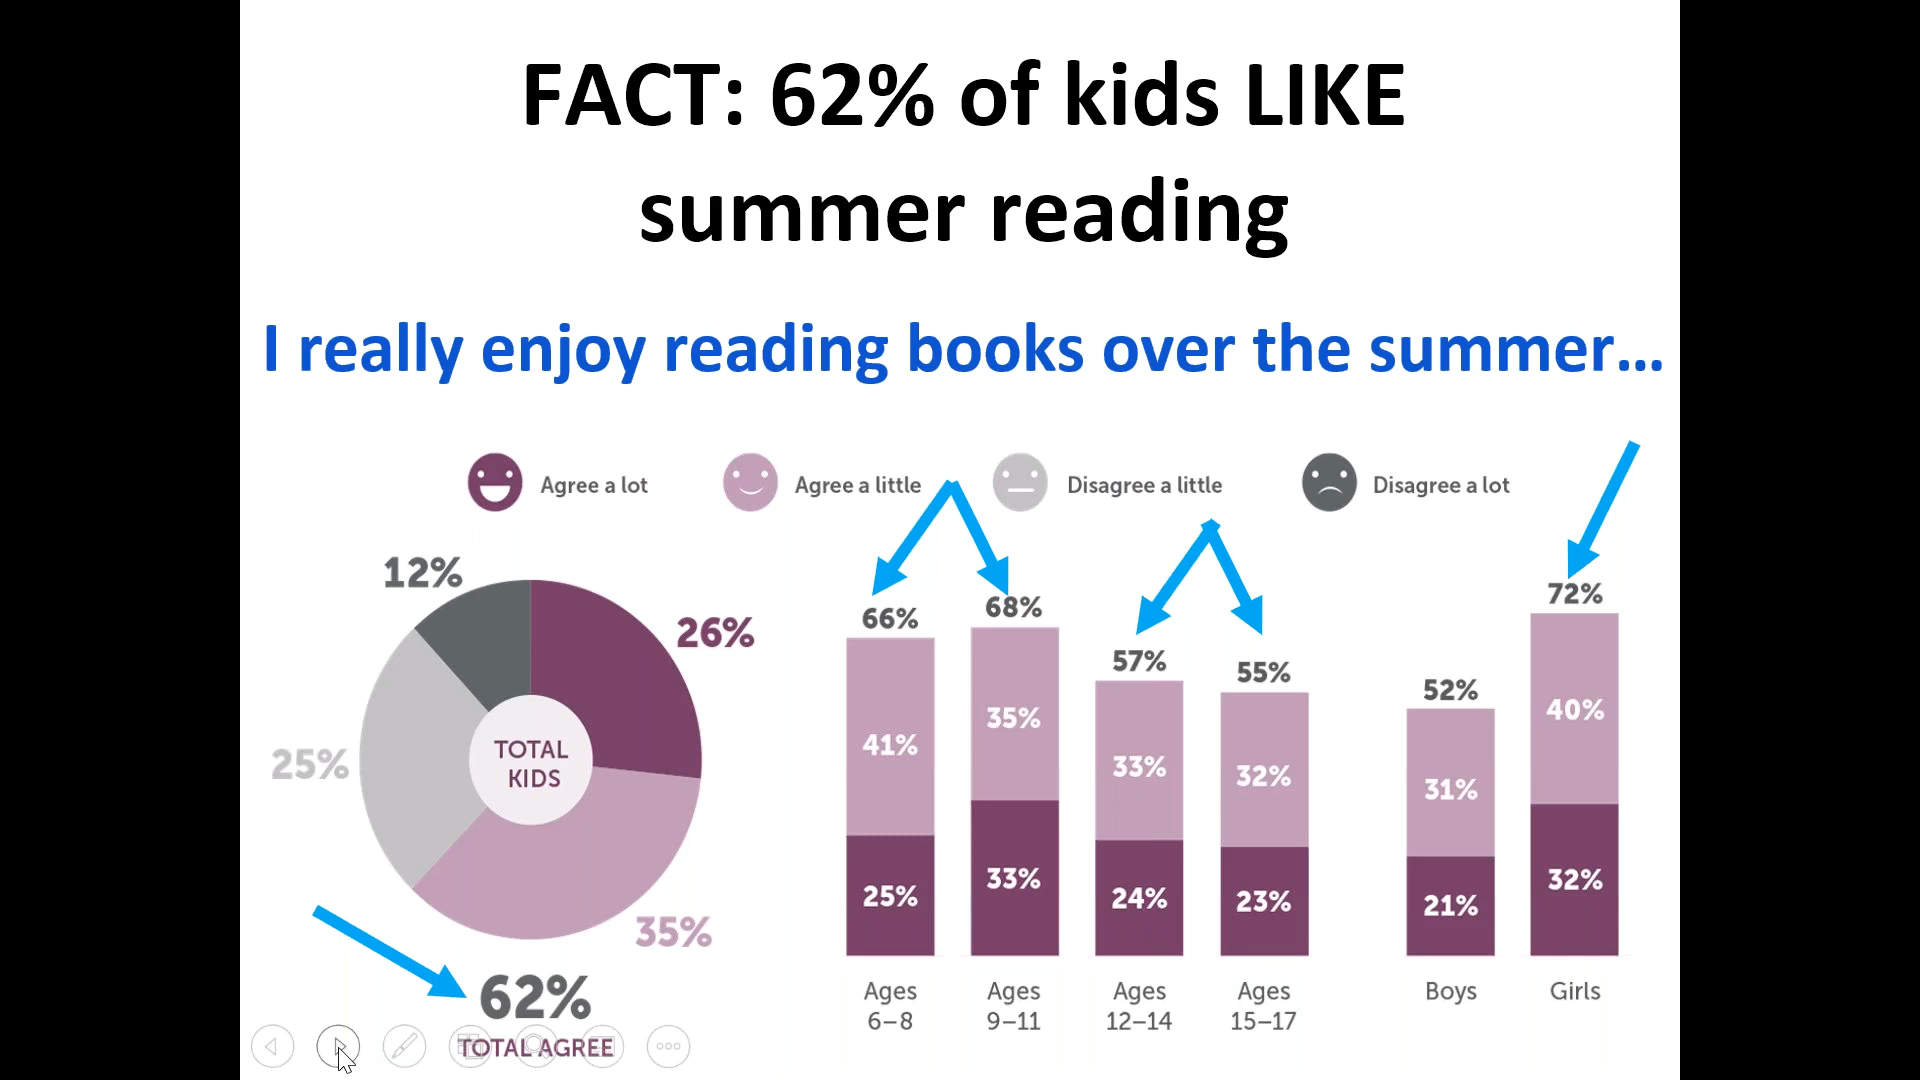 FACT: 62% of kids LIKE
summer reading
I really enjoy reading books over the summer...
Agree a lot
Agree a little
Disagree a little
Disagree a lot
12%
26%
25%
35%
TOTAL
KIDS
62%
TOTAL AGREE
66%
68%
57%
55%
52%
72%
41%
35%
33%
32%
31%
40%
25%
33%
24%
23%
21%
32%
Ages
6–8
Ages
9–11
Ages
12–14
Ages
15–17
Boys
Girls